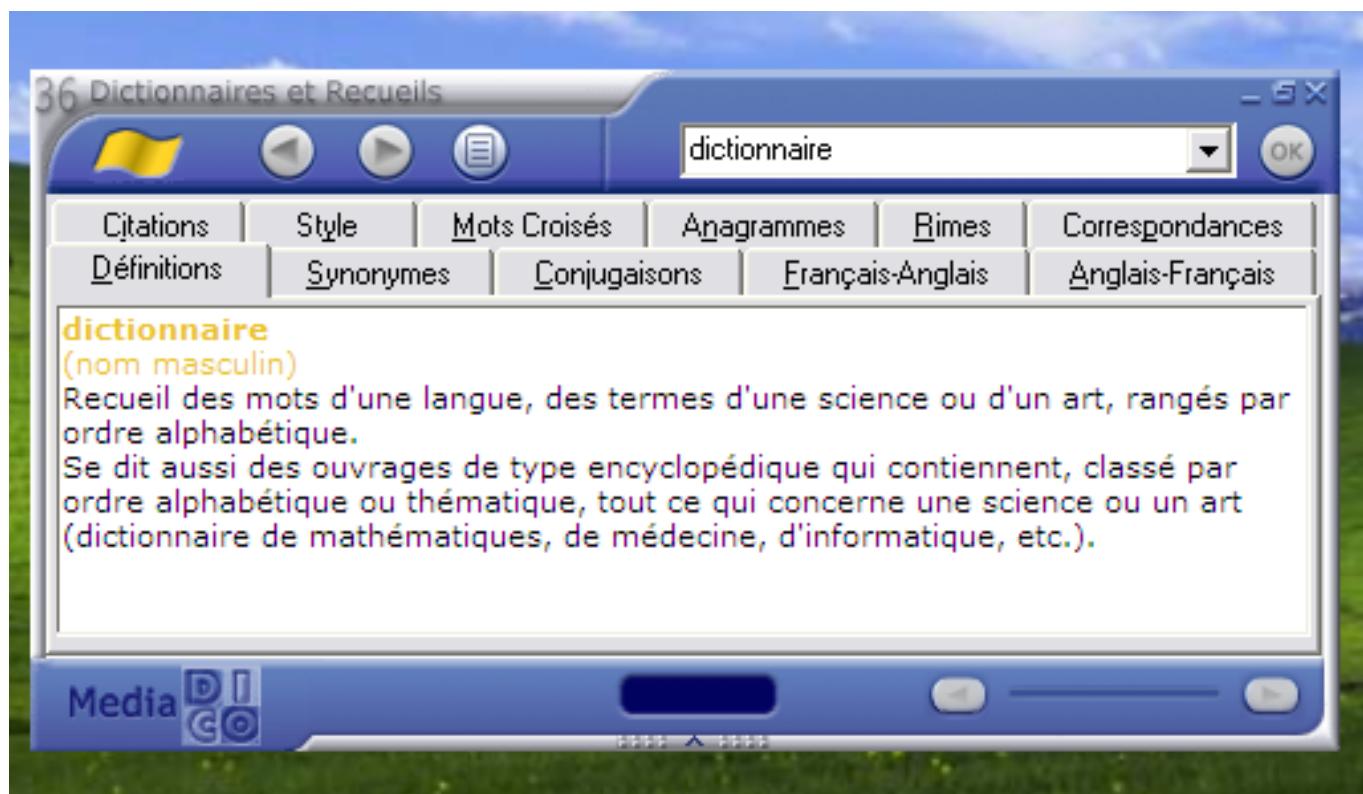 36 Dictionnaires et Recueils
dictionnaire
OK
Citations Style Mots Croisés Anagrammes Rimes Correspondances
Définitions Synonymes Conjugaisons Français-Anglais Anglais-Français
dictionnaire
(nom masculin)
Recueil des mots d'une langue, des termes d'une science ou d'un art, rangés par
ordre alphabétique.
Se dit aussi des ouvrages de type encyclopédique qui contiennent, classé par
ordre alphabétique ou thématique, tout ce qui concerne une science ou un art
(dictionnaire de mathématiques, de médecine, d'informatique, etc.).
Media DICO